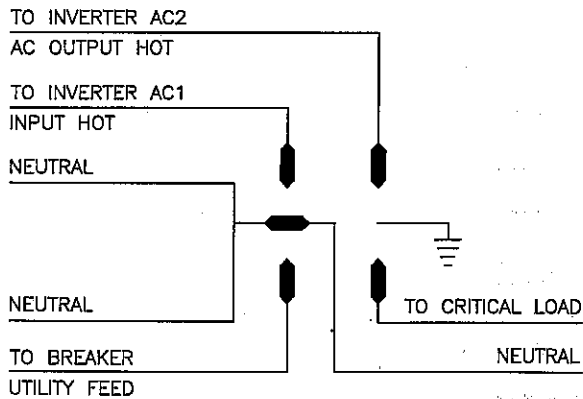 TO INVERTER AC2
AC OUTPUT HOT
TO INVERTER AC1
INPUT HOT
NEUTRAL
NEUTRAL
TO CRITICAL LOAD
TO BREAKER
NEUTRAL
UTILITY FEED